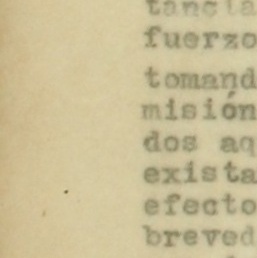 tancia
fuerzo
tomand
misión
dos aq
exista
efecto
breved